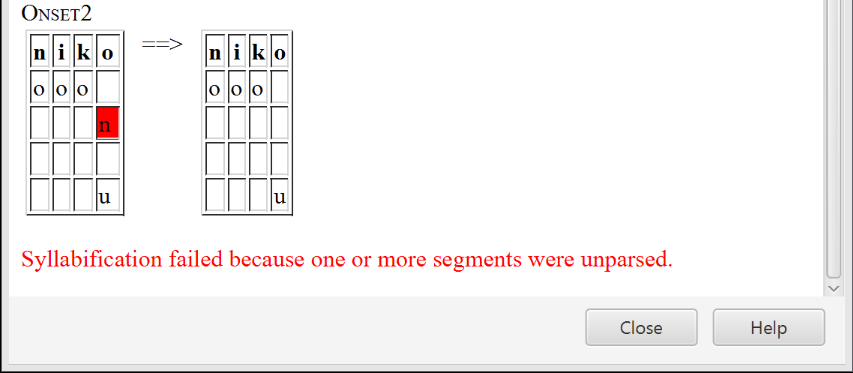 ONSET2
n i k o ==> n i k o
o o o o o o
n
u u
Syllabification failed because one or more segments were unparsed.
Close Help